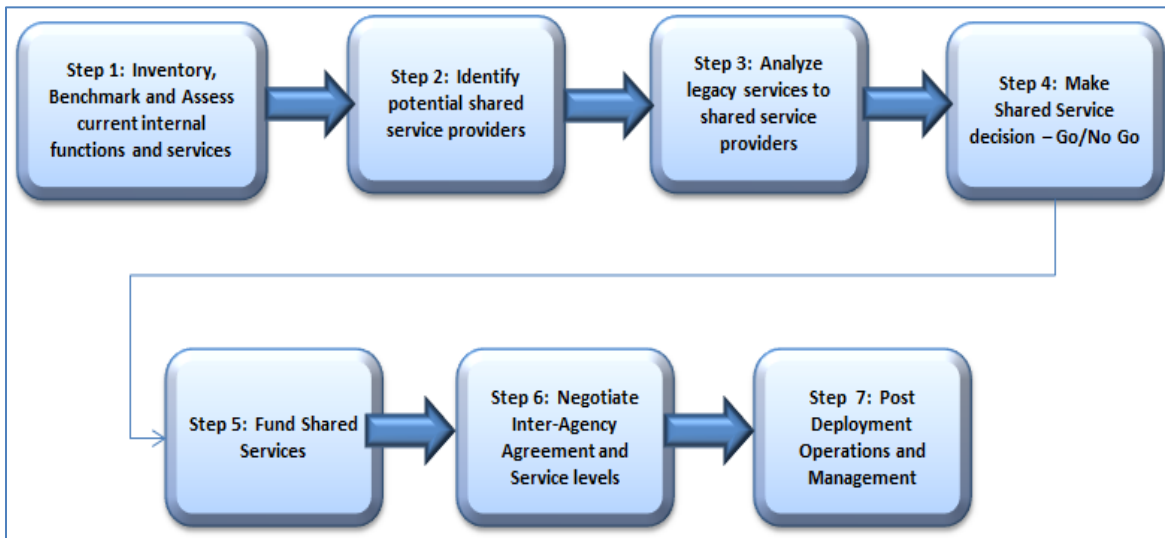 Step 1: Inventory,
Benchmark and Assess
current internal
functions and services
Step 2: Identify
potential shared
service providers
Step 3: Analyze
legacy services to
shared service
providers
Step 4: Make
Shared Service
decision – Go/No Go
Step 5: Fund Shared
Services
Step 6: Negotiate
Inter-Agency
Agreement and
Service levels
Step 7: Post
Deployment
Operations and
Management